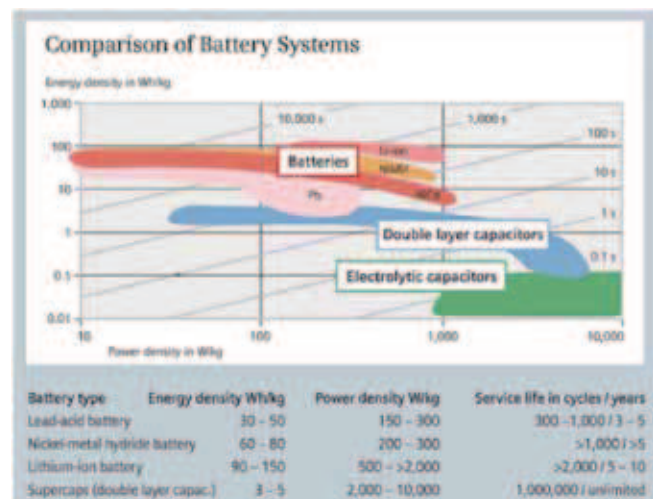 Comparison of Battery Systems
Energy density in Wh/kg
1,000
100
10
1
0.1
0.01
10,000 s
1,000 s
100 s
10 s
1 s
0.1 s
Batteries
Li-Ion
NiMH
Pb
Double layer capacitors
Electrolytic capacitors
10
100
1,000
10,000
Power density in W/kg
Battery type Energy density Wh/kg Power density W/kg Service life in cycles / years
Lead-acid battery 30 – 50 150 – 300 300 –1,000 / 3 – 5
Nickel-metal hydride battery 60 – 80 200 – 300 >1,000 / >5
Lithium-ion battery 90 – 150 500 – >2,000 >2,000 / 5 – 10
Supercaps (double layer capac.) 3 – 5 2,000 – 10,000 1,000,000 / unlimited